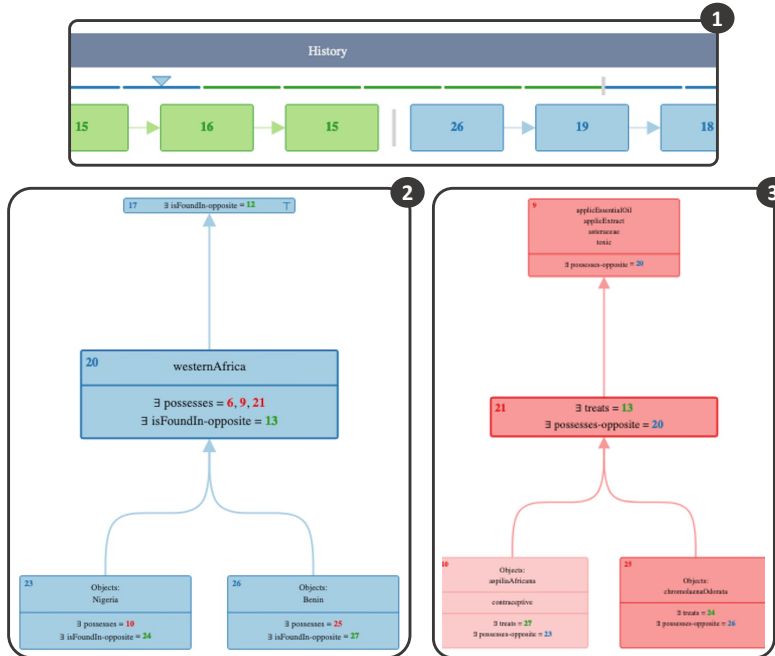 1
History
15
16
15
26
19
18
2
17
∃ isFoundIn-opposite = 12
⊤
20
westernAfrica
∃ possesses = 6, 9, 21
∃ isFoundIn-opposite = 13
23
Objects:
Nigeria
∃ possesses = 10
∃ isFoundIn-opposite = 24
26
Objects:
Benin
∃ possesses = 25
∃ isFoundIn-opposite = 27
3
9
applicEssentialOil
applicExtract
asteraceae
toxic
∃ possesses-opposite = 20
21
∃ treats = 13
∃ possesses-opposite = 20
10
Objects:
aspiliaAfricana
contraceptive
∃ treats = 27
∃ possesses-opposite = 23
25
Objects:
chromolaenaOdorata
∃ treats = 24
∃ possesses-opposite = 26